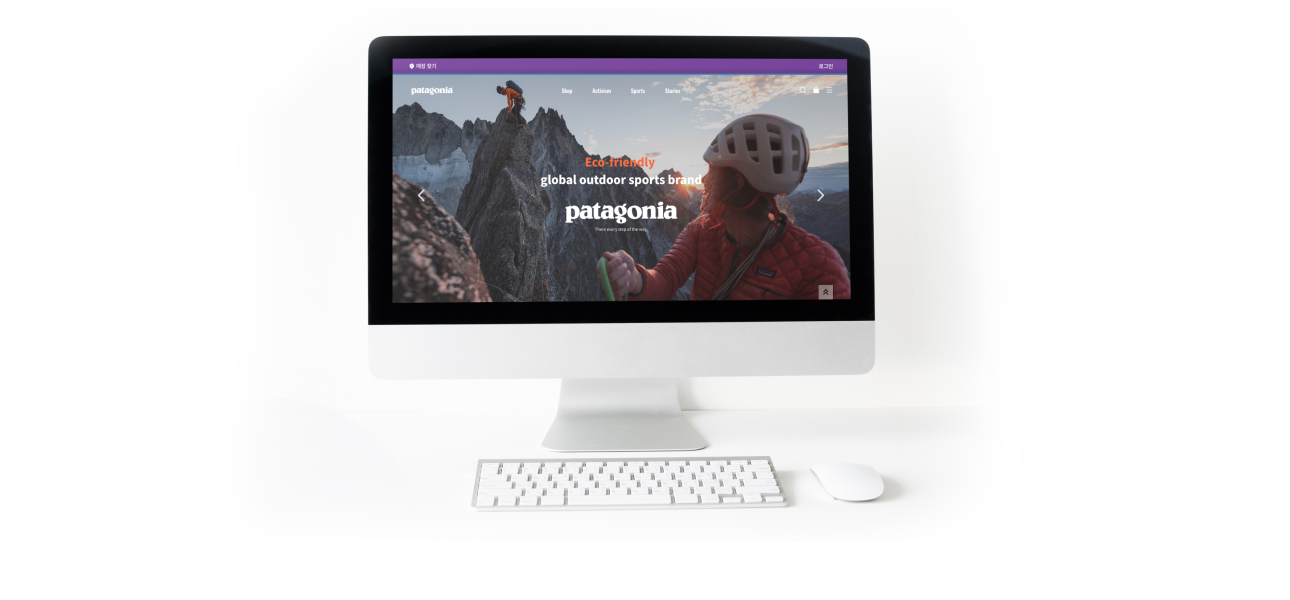 매장 찾기
로그인
patagonia
Shop Activism Sports Stories
Eco-friendly
global outdoor sports brand
patagonia
There every step of the way.